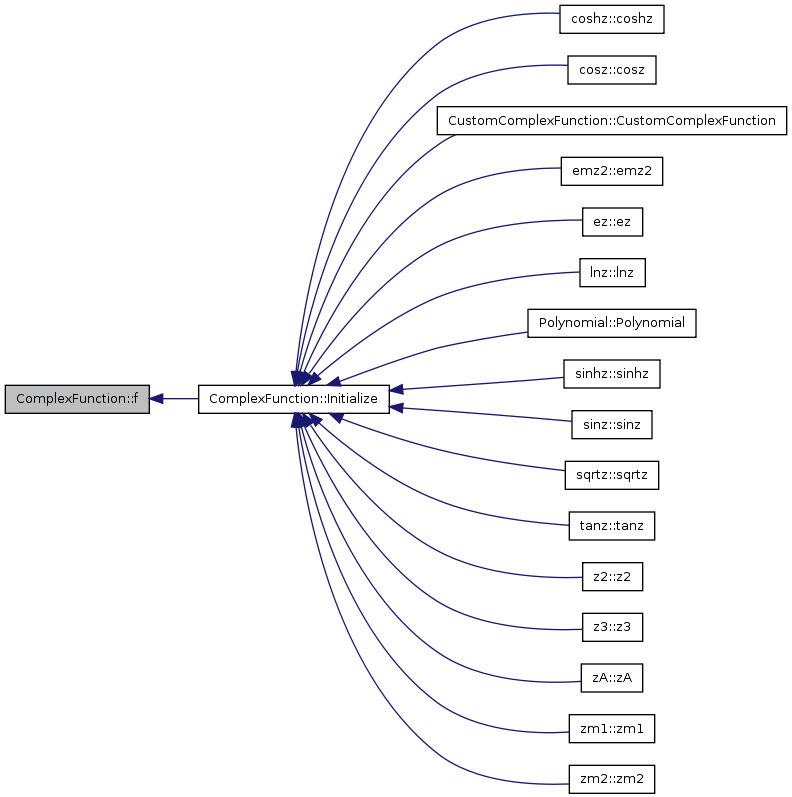 coshz::coshz
cosz::cosz
CustomComplexFunction::CustomComplexFunction
emz2::emz2
ez::ez
lnz::lnz
Polynomial::Polynomial
sinhz::sinhz
ComplexFunction::f
ComplexFunction::Initialize
sinz::sinz
sqrtz::sqrtz
tanz::tanz
z2::z2
z3::z3
zA::zA
zm1::zm1
zm2::zm2